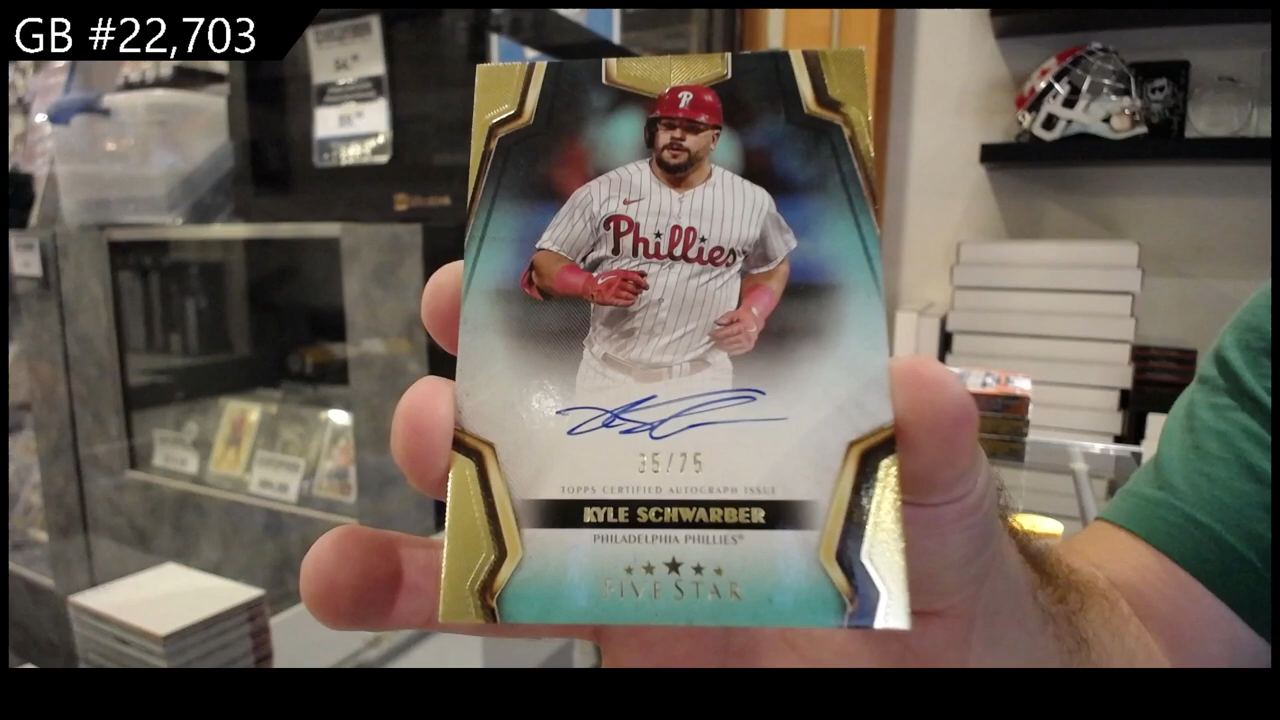 GB #22,703
P
Phillies
35/75
TOPPS CERTIFIED AUTOGRAPH ISSUE
KYLE SCHWARBER
PHILADELPHIA PHILLIES®
FIVE STAR